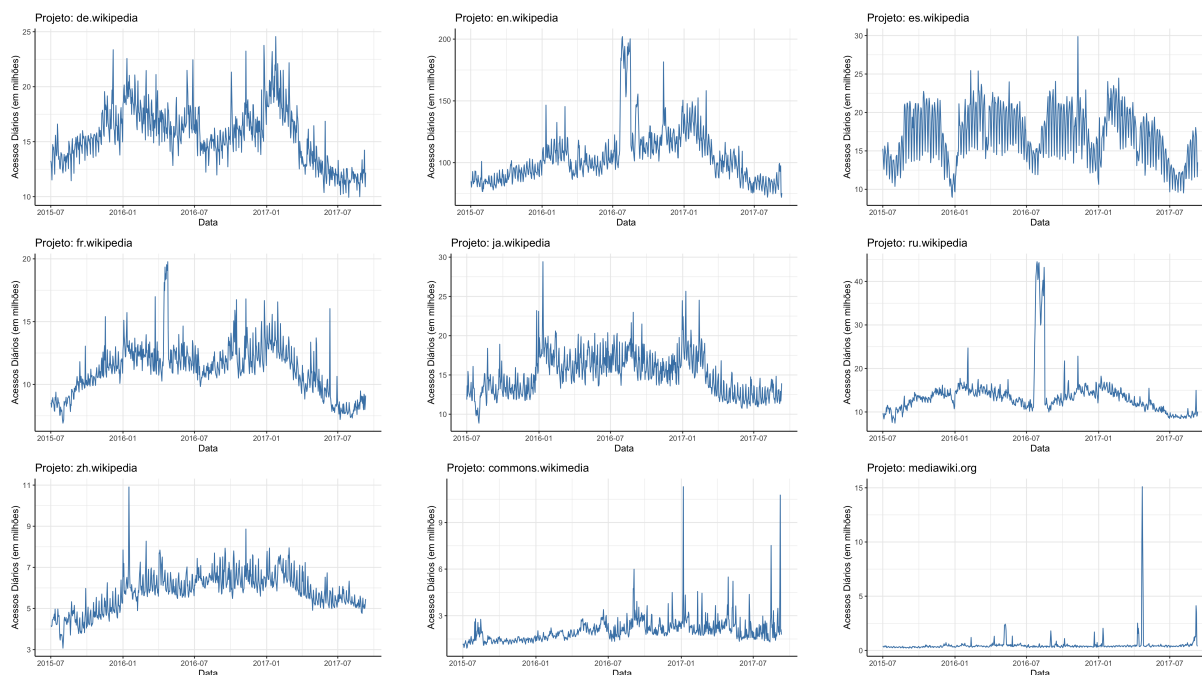 Projeto: de.wikipedia
Acessos Diários (em milhões)
25
20
15
10
2015-07 2016-01 2016-07 2017-01 2017-07
Data
Projeto: en.wikipedia
Acessos Diários (em milhões)
200
150
100
2015-07 2016-01 2016-07 2017-01 2017-07
Data
Projeto: es.wikipedia
Acessos Diários (em milhões)
30
25
20
15
10
2015-07 2016-01 2016-07 2017-01 2017-07
Data
Projeto: fr.wikipedia
Acessos Diários (em milhões)
20
15
10
2015-07 2016-01 2016-07 2017-01 2017-07
Data
Projeto: ja.wikipedia
Acessos Diários (em milhões)
30
25
20
15
10
2015-07 2016-01 2016-07 2017-01 2017-07
Data
Projeto: ru.wikipedia
Acessos Diários (em milhões)
40
30
20
10
2015-07 2016-01 2016-07 2017-01 2017-07
Data
Projeto: zh.wikipedia
Acessos Diários (em milhões)
11
9
7
5
3
2015-07 2016-01 2016-07 2017-01 2017-07
Data
Projeto: commons.wikimedia
Acessos Diários (em milhões)
9
6
3
2015-07 2016-01 2016-07 2017-01 2017-07
Data
Projeto: mediawiki.org
Acessos Diários (em milhões)
15
10
5
0
2015-07 2016-01 2016-07 2017-01 2017-07
Data